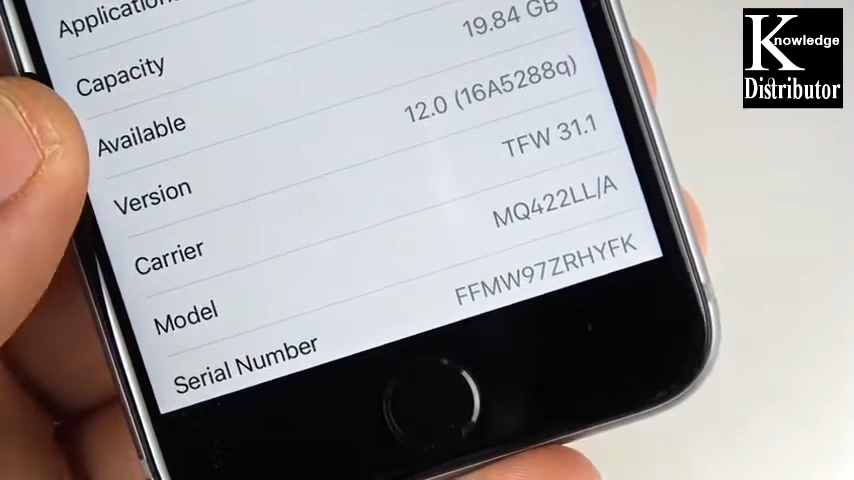 Applications
Capacity
Available 19.84 GB
Version 12.0 (16A5288q)
Carrier TFW 31.1
Model MQ422LL/A
Serial Number FFMW97ZRHYFK
Knowledge
Distributor